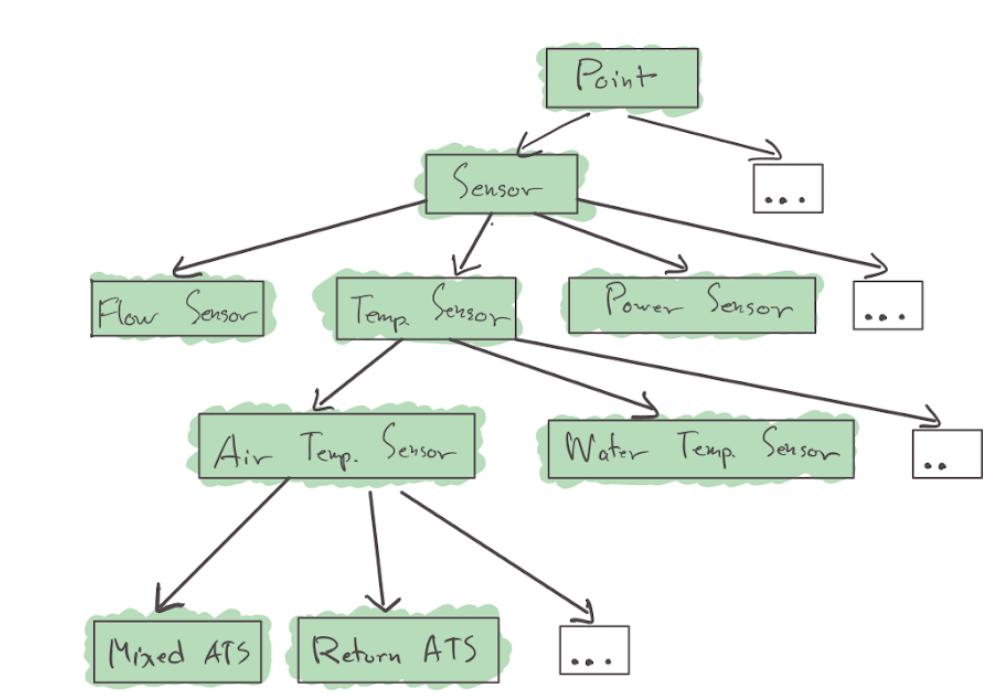 Point
Sensor
...
Flow Sensor
Temp. Sensor
Power Sensor
...
Air Temp. Sensor
Water Temp. Sensor
..
Mixed ATS
Return ATS
...